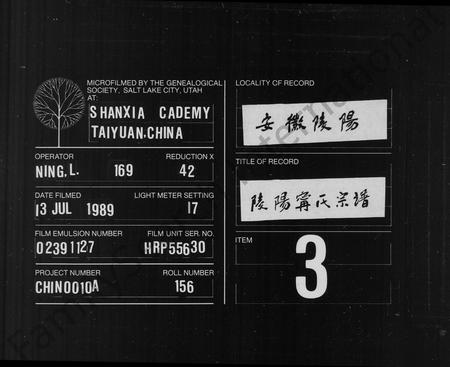 MICROFILMED BY THE GENEALOGICAL
SOCIETY, SALT LAKE CITY, UTAH
AT:
SHANXIA CADEMY
TAIYUAN.CHINA
OPERATOR
NING.L. 169
REDUCTION X
42
DATE FILMED
13 JUL 1989
LIGHT METER SETTING
17
FILM EMULSION NUMBER
02391127
FILM UNIT SER. NO.
HRP55630
PROJECT NUMBER
CHIN0010A
ROLL NUMBER
156
LOCALITY OF RECORD
安徽陵陽
TITLE OF RECORD
陵陽甯氏宗譜
ITEM
3